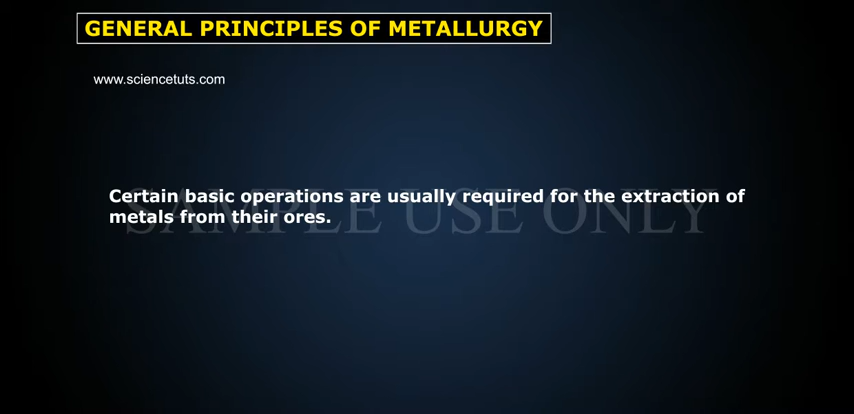 GENERAL PRINCIPLES OF METALLURGY
www.sciencetuts.com
Certain basic operations are usually required for the extraction of
metals from their ores.
SAMPLE USE ONLY